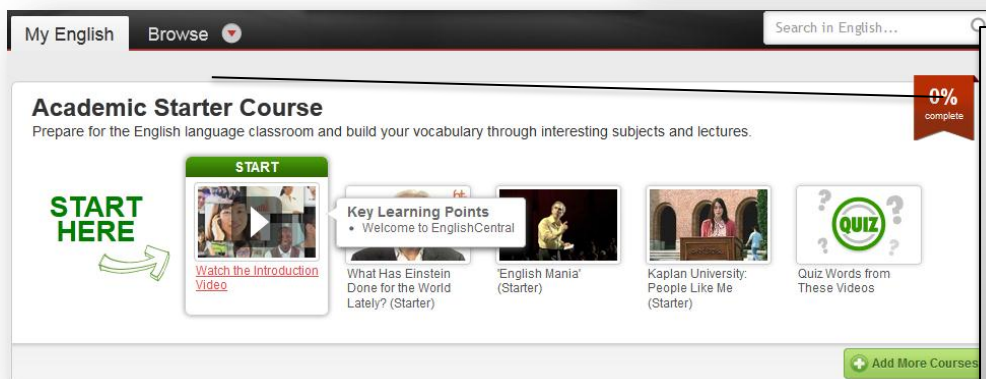 My English
Browse
Search in English...
Academic Starter Course
Prepare for the English language classroom and build your vocabulary through interesting subjects and lectures.
0%
complete
START
HERE
START
Watch the Introduction
Video
Key Learning Points
• Welcome to EnglishCentral
What Has Einstein
Done for the World
Lately? (Starter)
'English Mania'
(Starter)
Kaplan University:
People Like Me
(Starter)
QUIZ
Quiz Words from
These Videos
Add More Courses